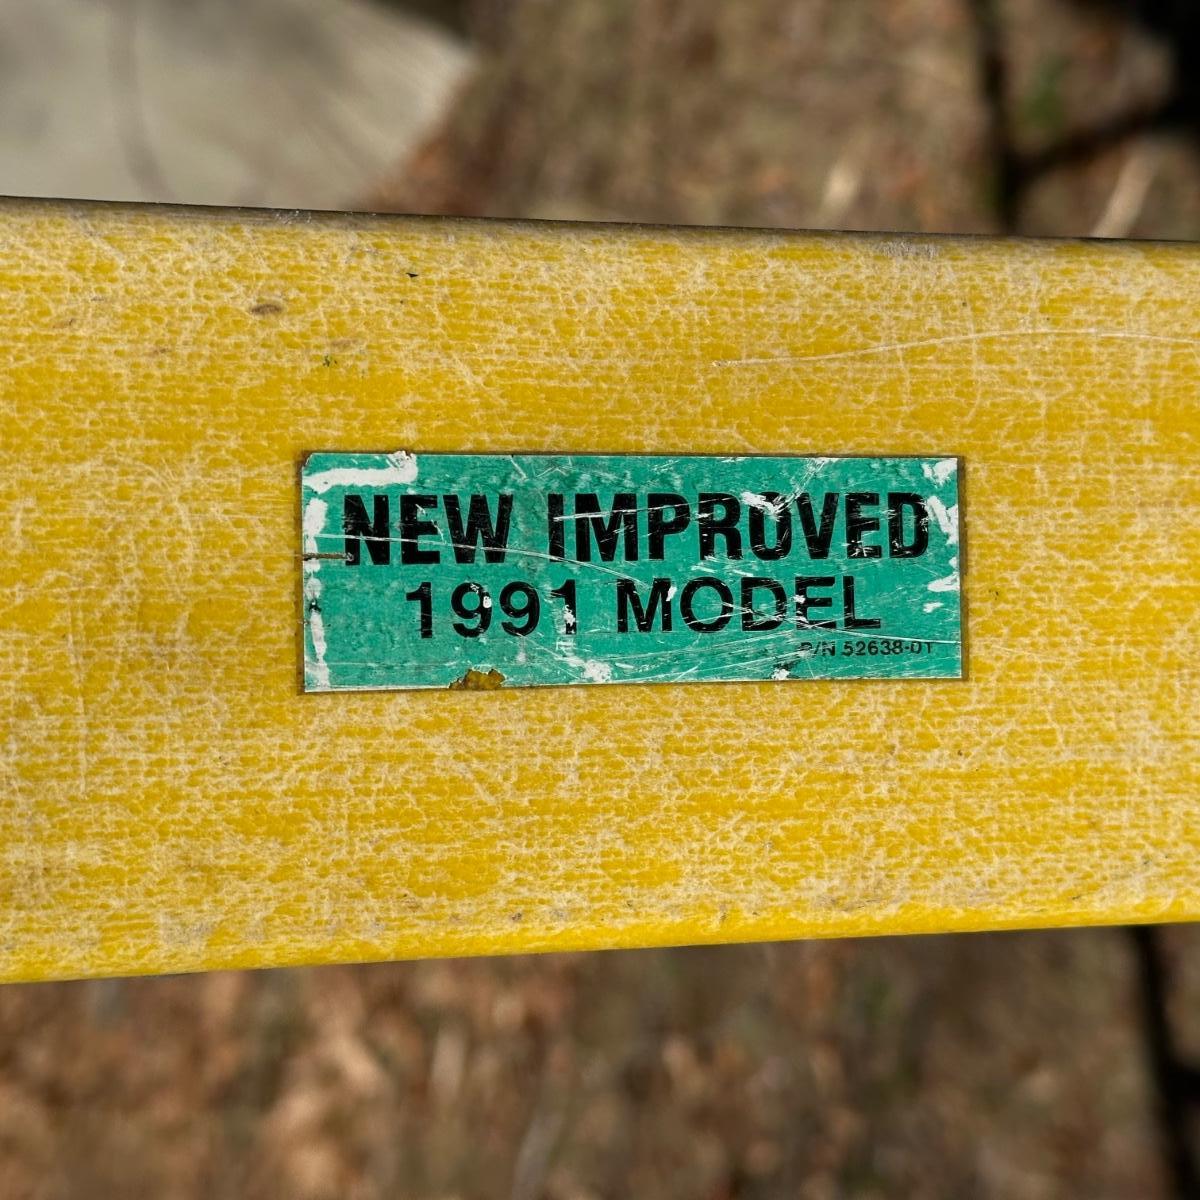 NEW IMPROVED
1991 MODEL
P/N 52638-01